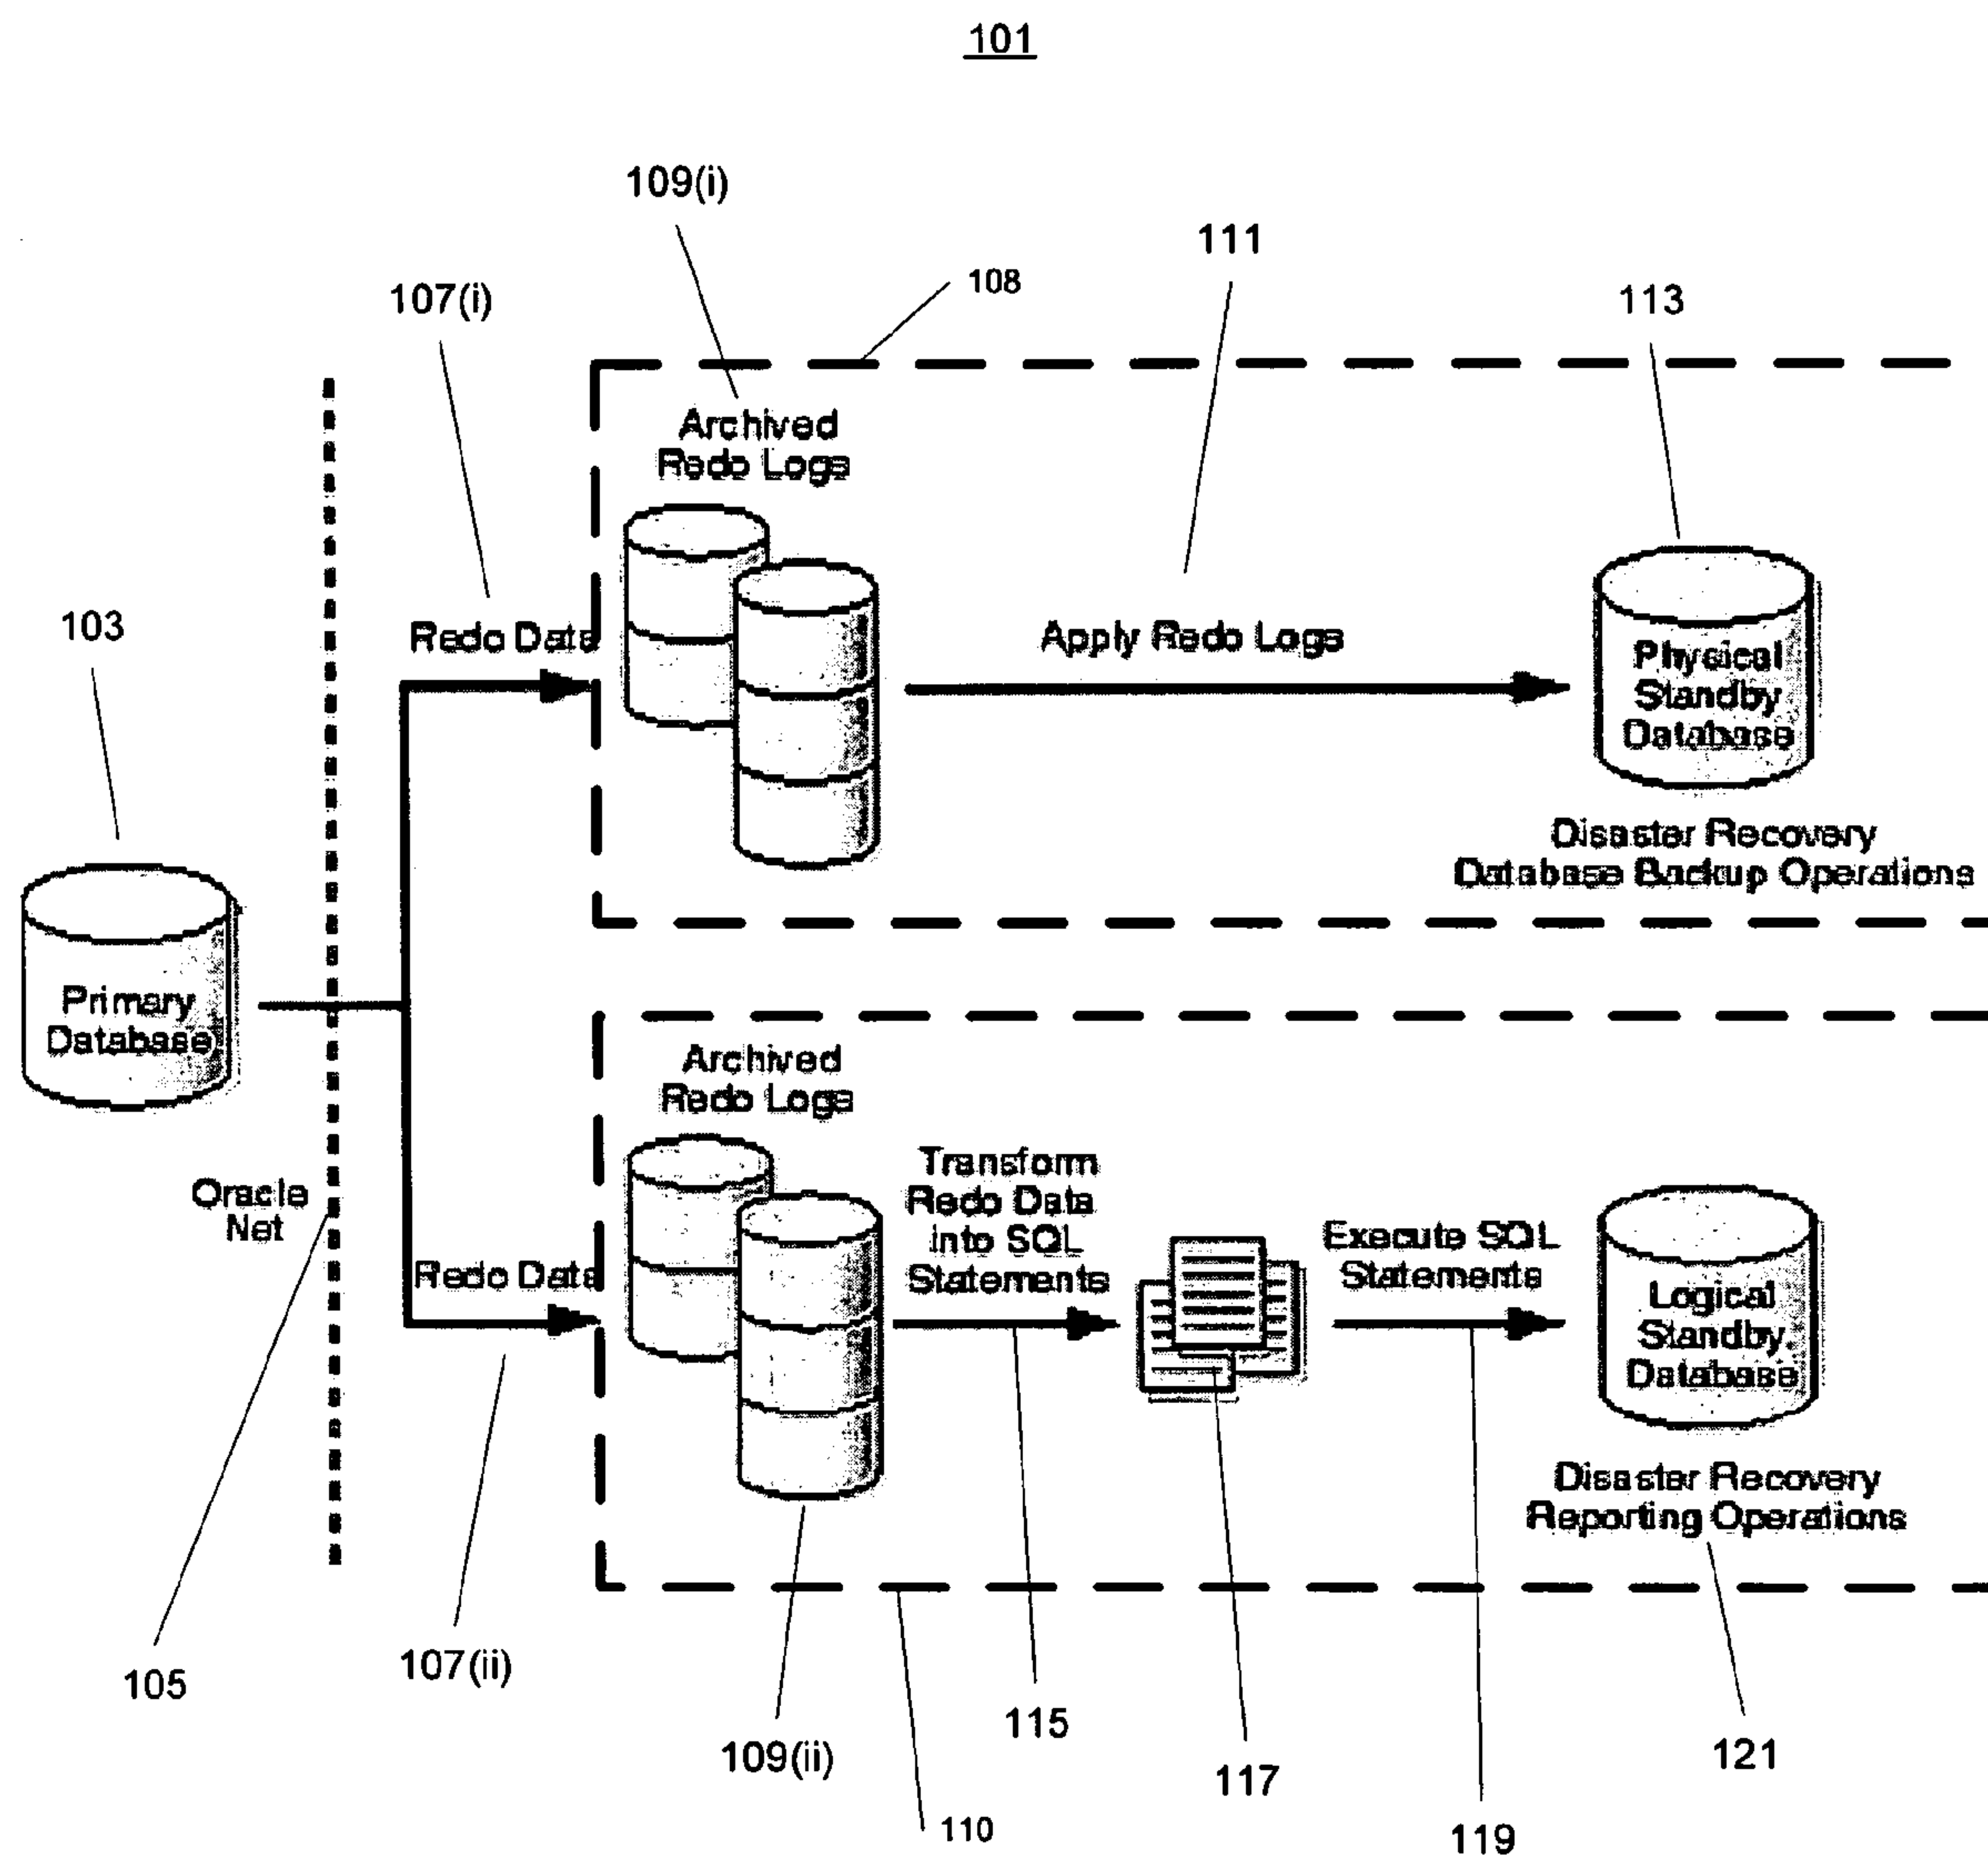 101
109(i)
111
108
107(i)
113
Archived
Redo Logs
103
Redo Data
Apply Redo Logs
Physical
Standby
Database
Disaster Recovery
Database Backup Operations
Primary
Database
Archived
Redo Logs
Oracle
Net
Transform
Redo Data
into SQL
Statements
Execute SQL
Statements
Redo Data
Logical
Standby
Database
Disaster Recovery
Reporting Operations
107(ii)
105
115
109(ii)
117
121
110
119